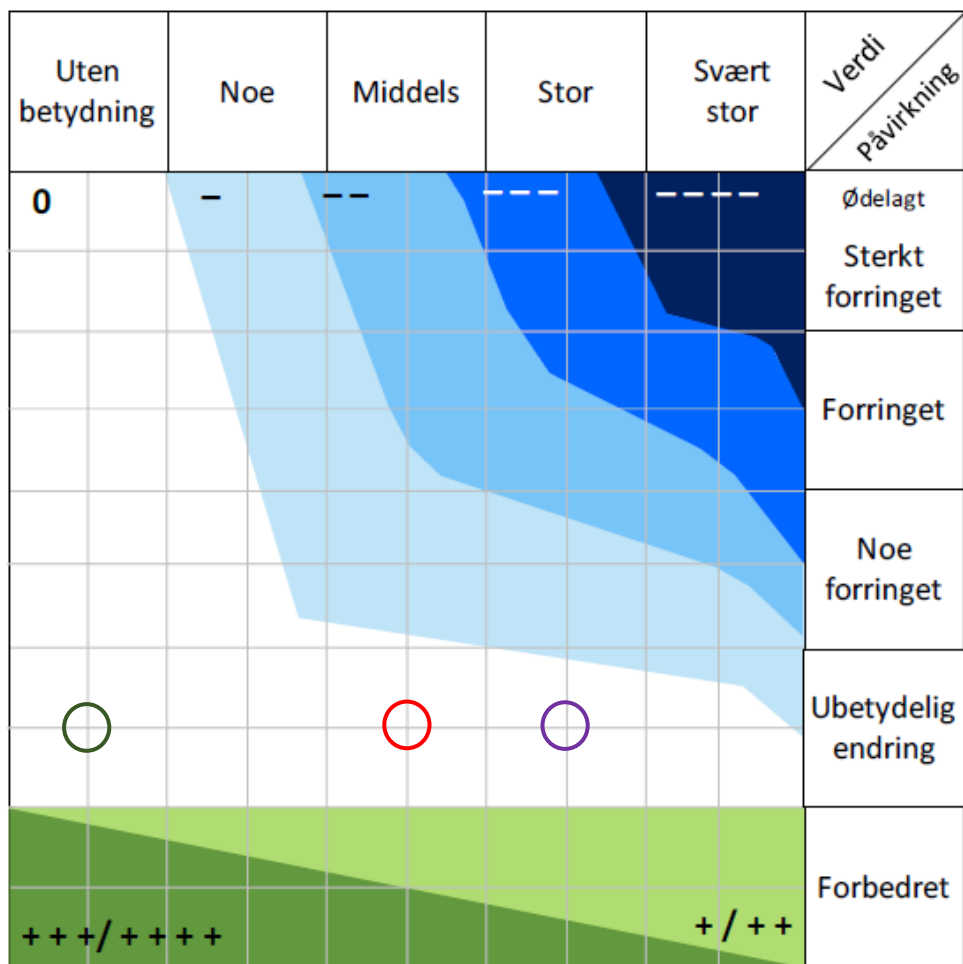 Uten
betydning
Noe
Middels
Stor
Svært
stor
Verdi
Påvirkning
0
–
– –
– – –
– – – –
Ødelagt
Sterkt
forringet
Forringet
Noe
forringet
Ubetydelig
endring
Forbedret
+ + +/ + + + +
+ / + +